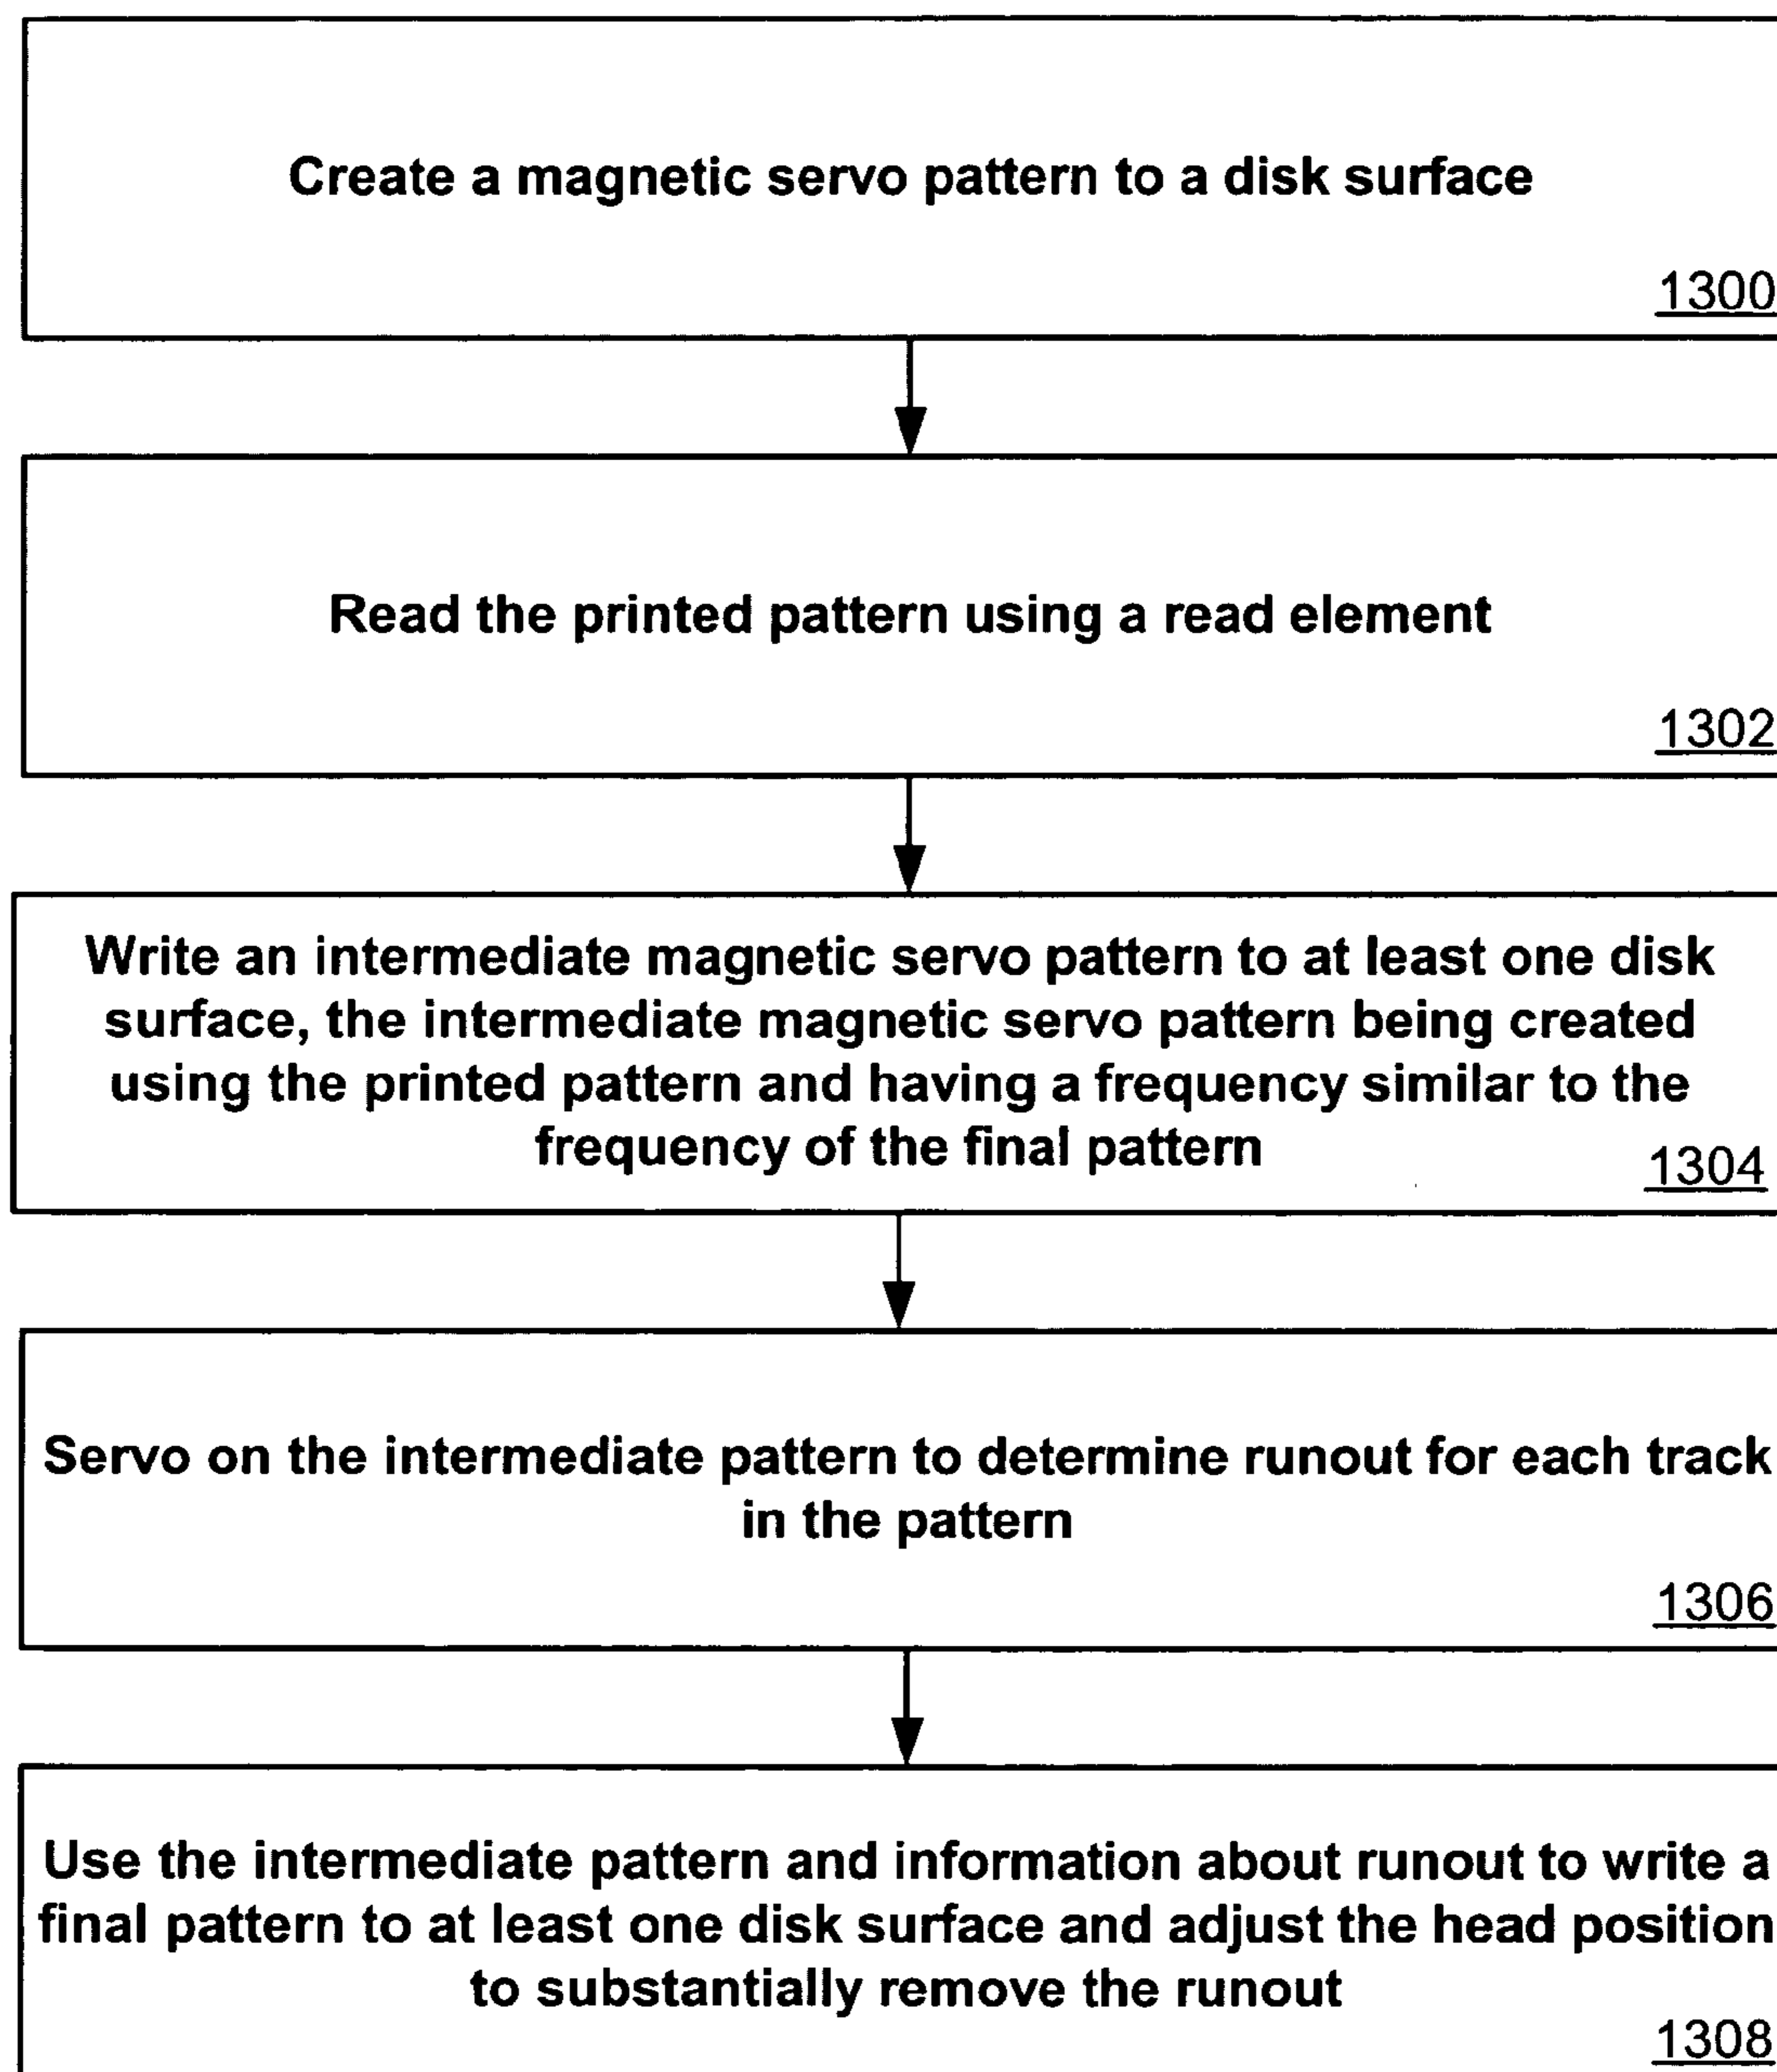 Create a magnetic servo pattern to a disk surface
1300
Read the printed pattern using a read element
1302
Write an intermediate magnetic servo pattern to at least one disk
surface, the intermediate magnetic servo pattern being created
using the printed pattern and having a frequency similar to the
frequency of the final pattern
1304
Servo on the intermediate pattern to determine runout for each track
in the pattern
1306
Use the intermediate pattern and information about runout to write a
final pattern to at least one disk surface and adjust the head position
to substantially remove the runout
1308